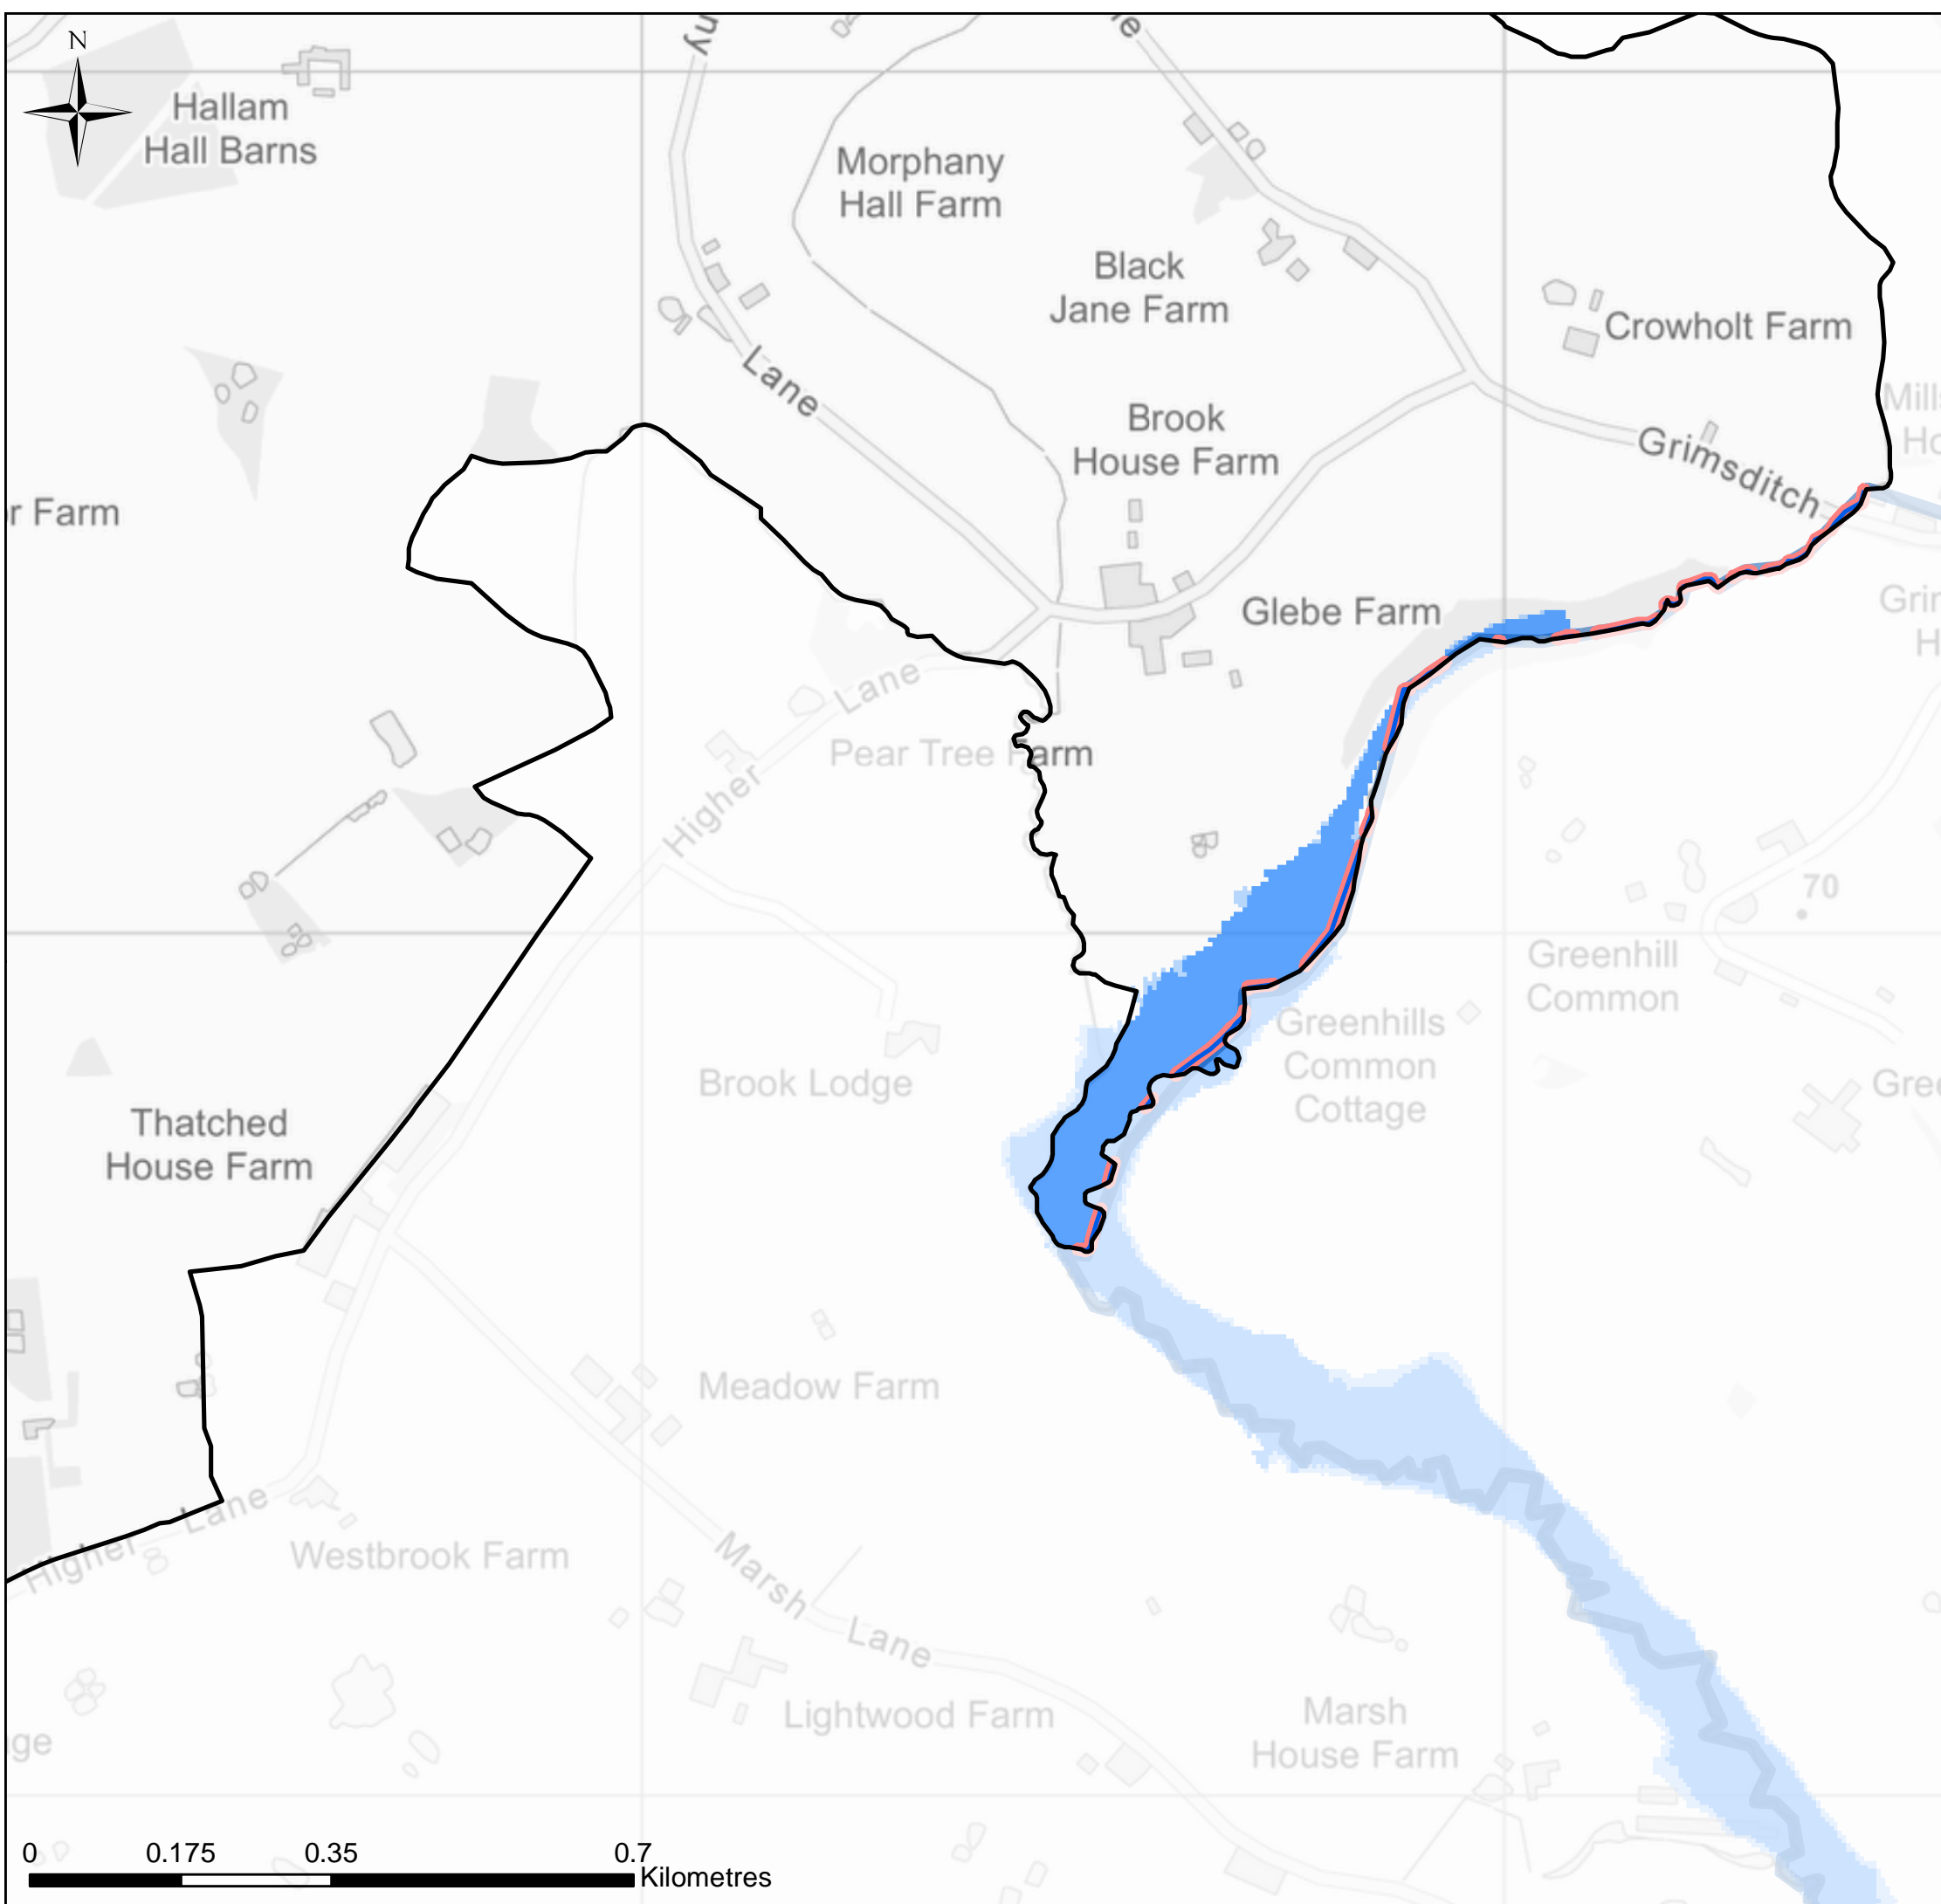 N
Hallam
Hall Barns
Morphany
Hall Farm
Black
Jane Farm
Crowholt Farm
Lane
Brook
House Farm
Grimsditch
r Farm
Glebe Farm
Lane
Pear Tree Farm
Higher
70
Greenhill
Common
Greenhills
Common
Cottage
Brook Lodge
Thatched
House Farm
Meadow Farm
Lane
Higher
Westbrook Farm
Marsh
Lane
Lightwood Farm
Marsh
House Farm
ge
0 0.175 0.35 0.7
Kilometres